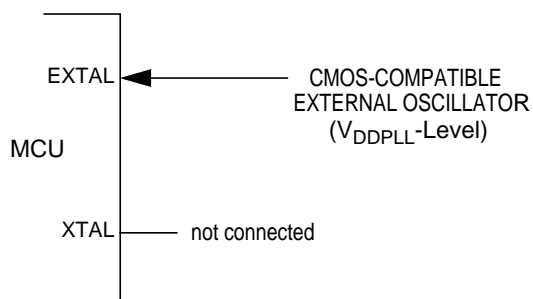 EXTAL
CMOS-COMPATIBLE
EXTERNAL OSCILLATOR
(VDDPLL-Level)
MCU
XTAL
not connected